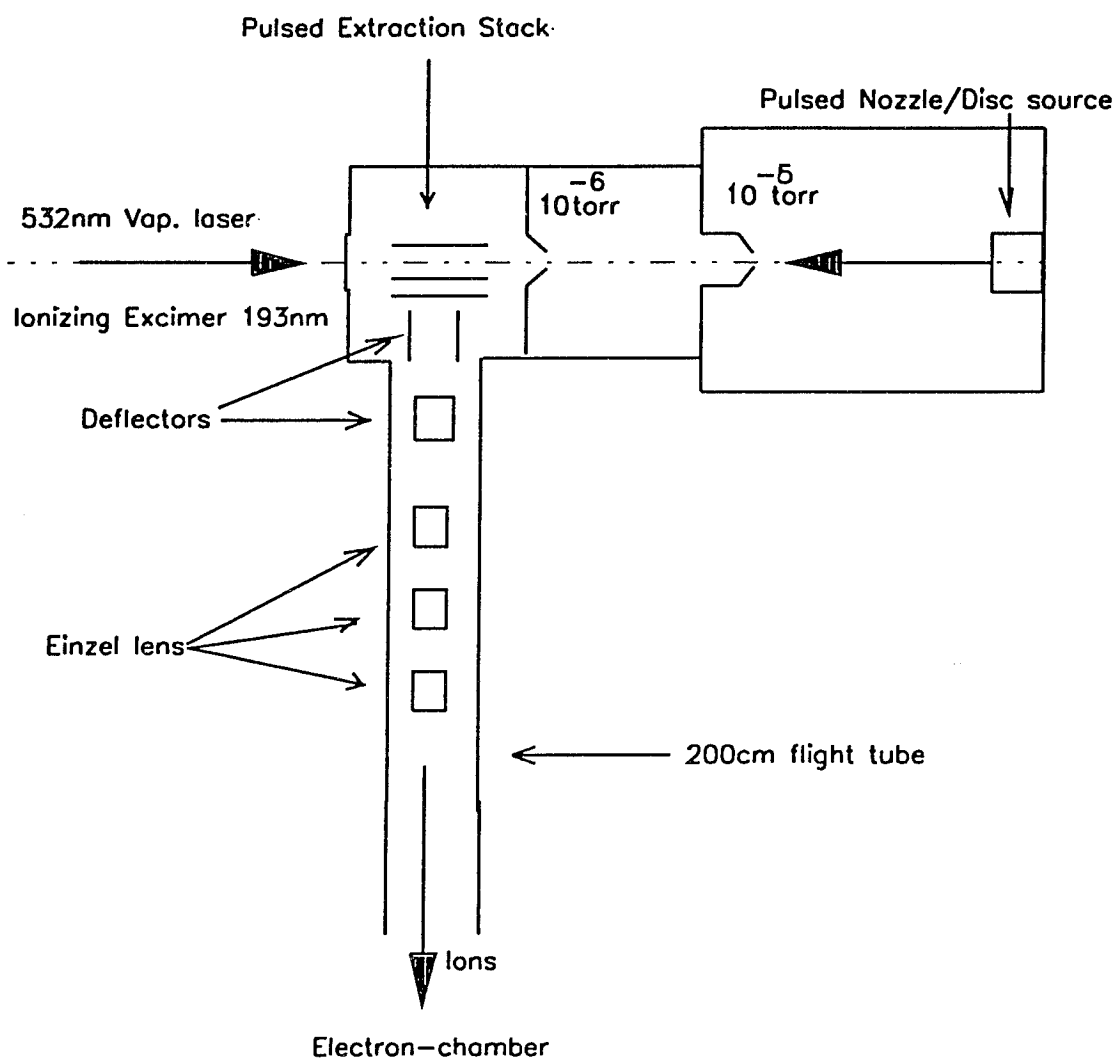 Pulsed Extraction Stack
Pulsed Nozzle/Disc source
10^-6 torr
10^-5 torr
532nm Vap. laser
Ionizing Excimer 193nm
Deflectors
Einzel lens
200cm flight tube
Ions
Electron-chamber